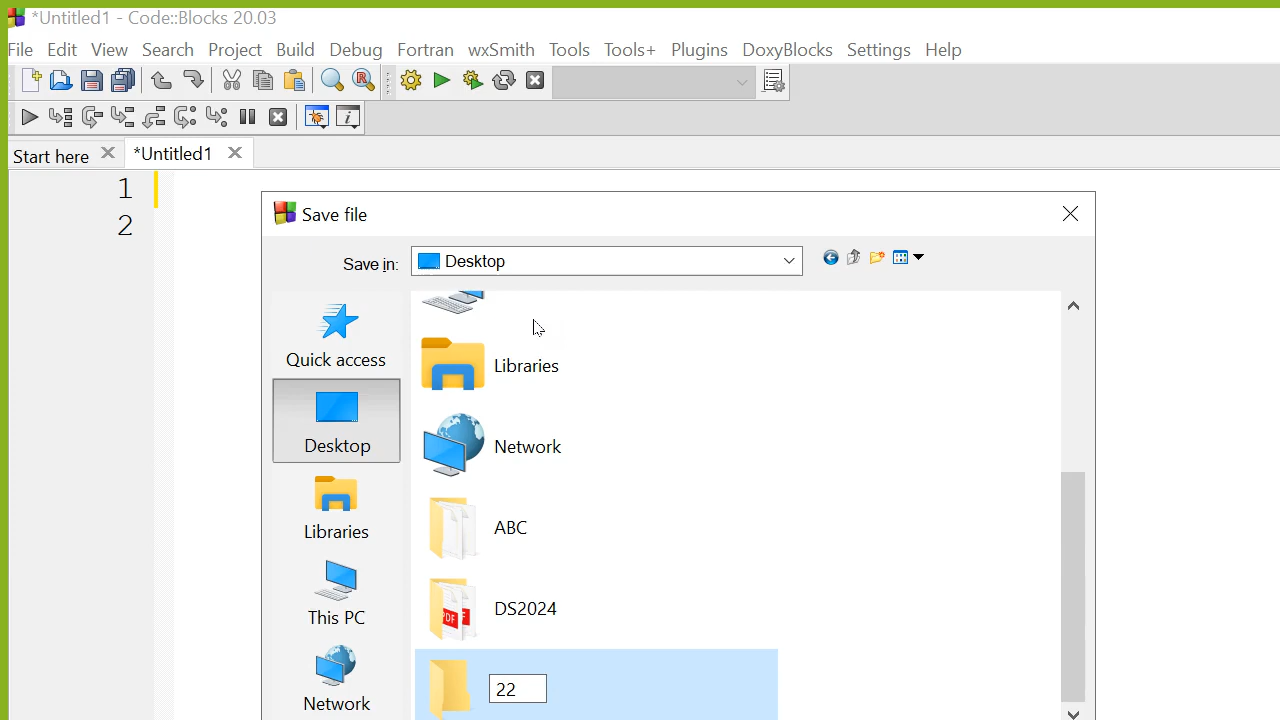 *Untitled1 - Code::Blocks 20.03
File Edit View Search Project Build Debug Fortran wxSmith Tools Tools+ Plugins DoxyBlocks Settings Help
Start here *Untitled1
1
2
Save file
Save in: Desktop
Quick access
Desktop
Libraries
This PC
Network
Libraries
Network
ABC
DS2024
22